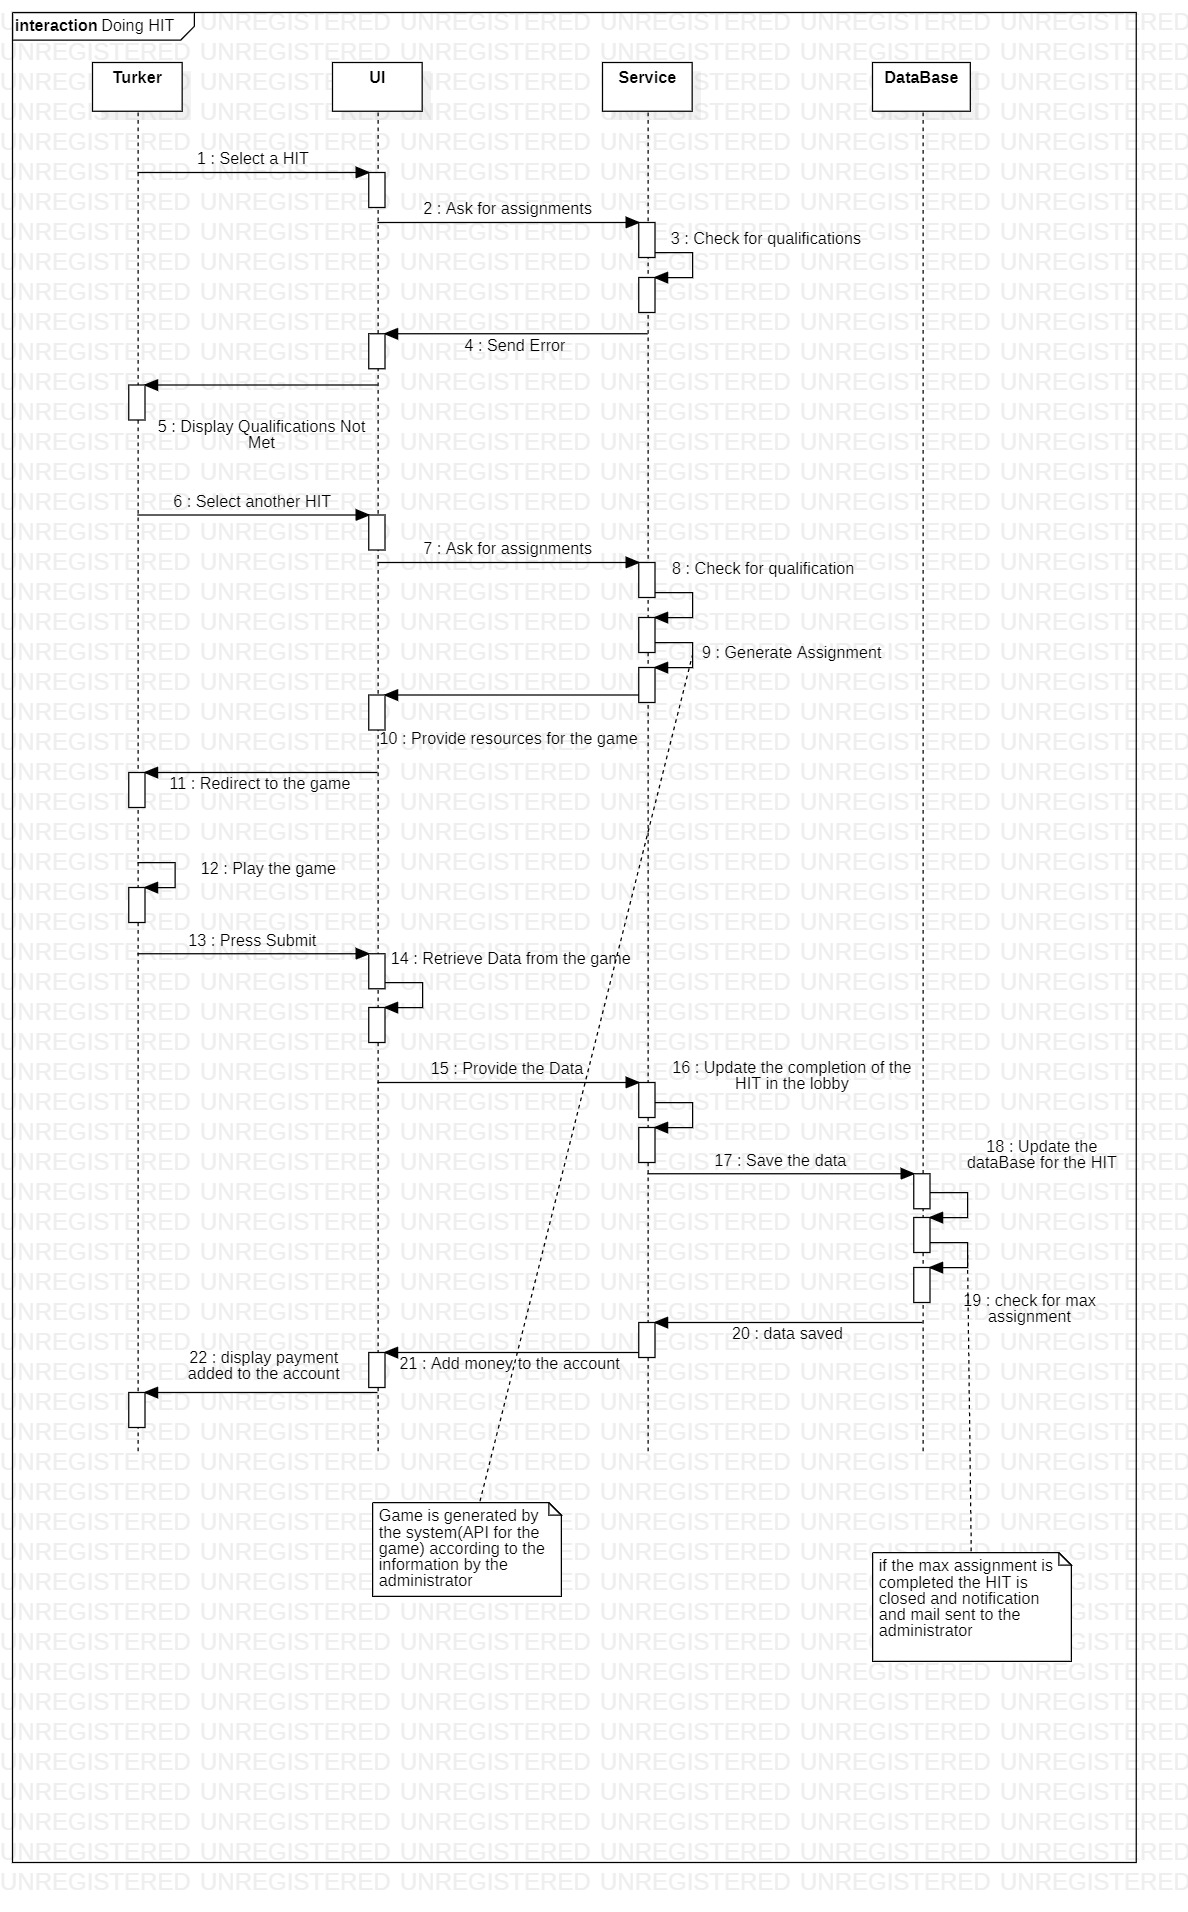 interaction Doing HIT
Turker
UI
Service
DataBase
1 : Select a HIT
2 : Ask for assignments
3 : Check for qualifications
4 : Send Error
5 : Display Qualifications Not
Met
6 : Select another HIT
7 : Ask for assignments
8 : Check for qualification
9 : Generate Assignment
10 : Provide resources for the game
11 : Redirect to the game
12 : Play the game
13 : Press Submit
14 : Retrieve Data from the game
15 : Provide the Data
16 : Update the completion of the
HIT in the lobby
17 : Save the data
18 : Update the
dataBase for the HIT
19 : check for max
assignment
20 : data saved
21 : Add money to the account
22 : display payment
added to the account
Game is generated by
the system(API for the
game) according to the
information by the
administrator
if the max assignment is
completed the HIT is
closed and notification
and mail sent to the
administrator
UNREGISTERED